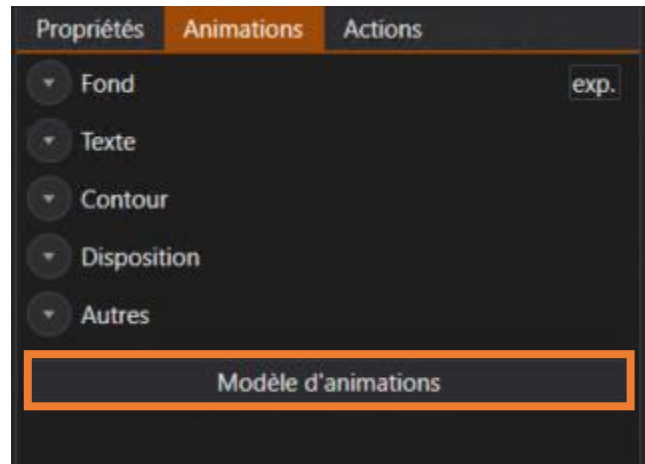 Propriétés Animations Actions
Fond exp.
Texte
Contour
Disposition
Autres
Modèle d'animations